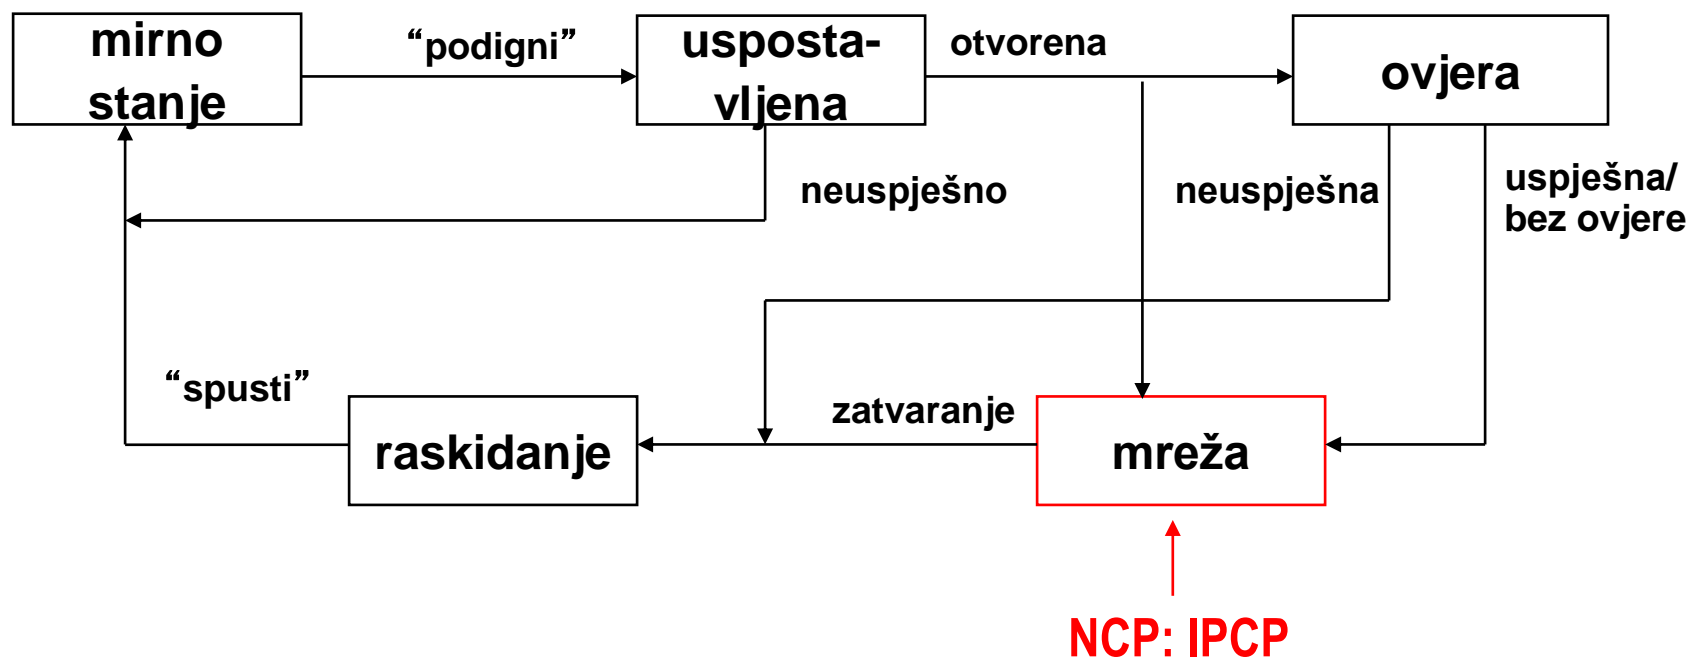 mirno
stanje
“podigni”
usposta-
vljena
otvorena
ovjera
neuspješno
neuspješna
uspješna/
bez ovjere
“spusti”
raskidanje
zatvaranje
mreža
NCP: IPCP